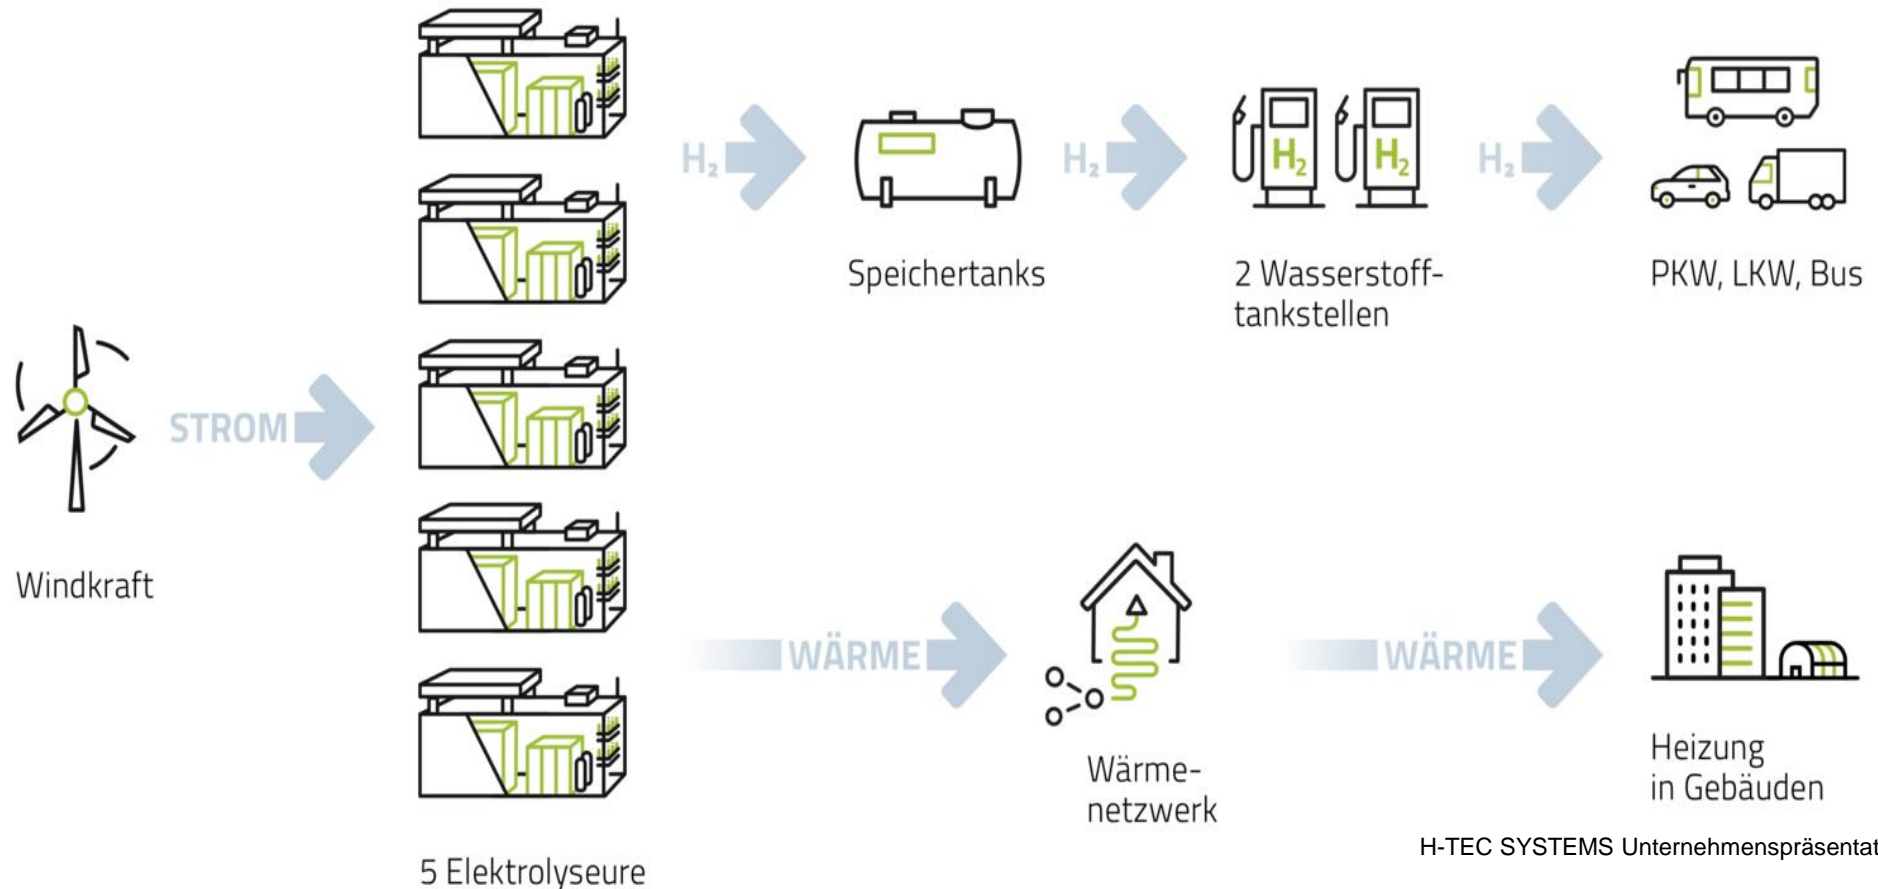 H₂
H₂
H₂
H₂
H₂
Speichertanks
2 Wasserstoff-
tankstellen
PKW, LKW, Bus
STROM
Windkraft
WÄRME
WÄRME
Wärme-
netzwerk
Heizung
in Gebäuden
H-TEC SYSTEMS Unternehmenspräsentat
5 Elektrolyseure